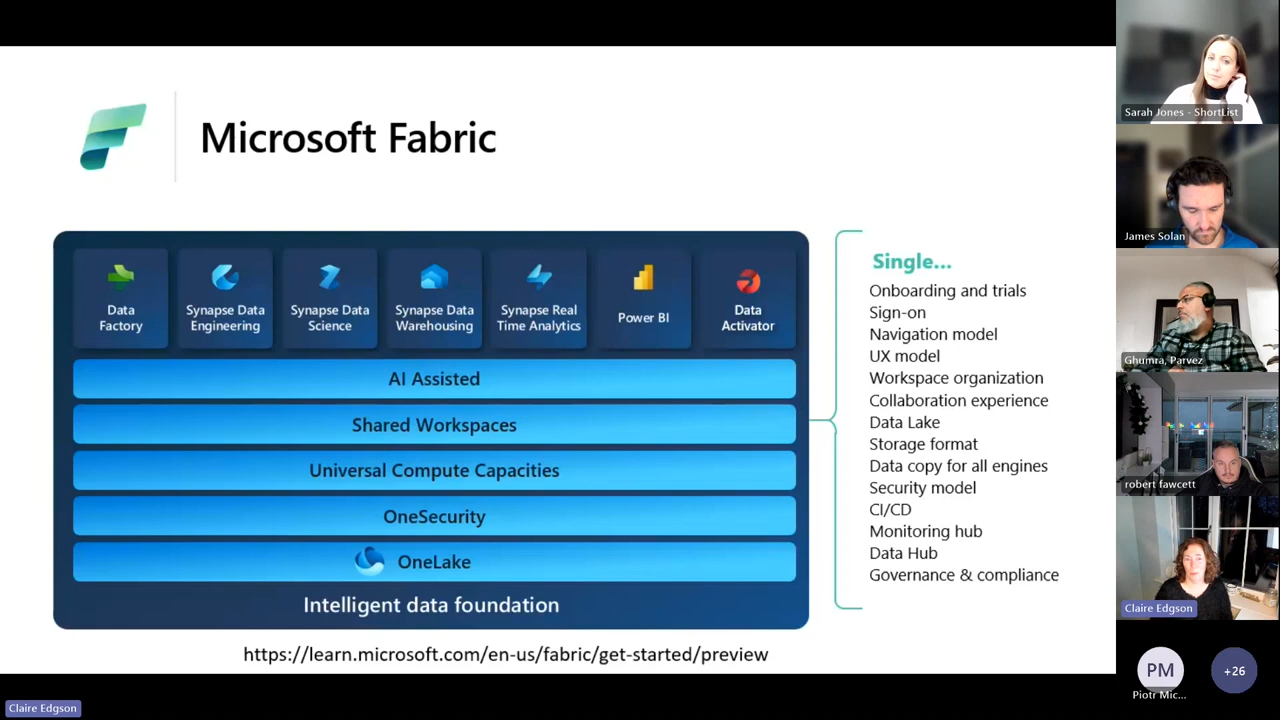 Microsoft Fabric
Data
Factory
Synapse Data
Engineering
Synapse Data
Science
Synapse Data
Warehousing
Synapse Real
Time Analytics
Power BI
Data
Activator
AI Assisted
Shared Workspaces
Universal Compute Capacities
OneSecurity
OneLake
Intelligent data foundation
Single...
Onboarding and trials
Sign-on
Navigation model
UX model
Workspace organization
Collaboration experience
Data Lake
Storage format
Data copy for all engines
Security model
CI/CD
Monitoring hub
Data Hub
Governance & compliance
https://learn.microsoft.com/en-us/fabric/get-started/preview
Sarah Jones - ShortList
James Solan
Ghumra, Parvez
robert fawcett
Claire Edgson
PM
Piotr Mic...
+26
Claire Edgson